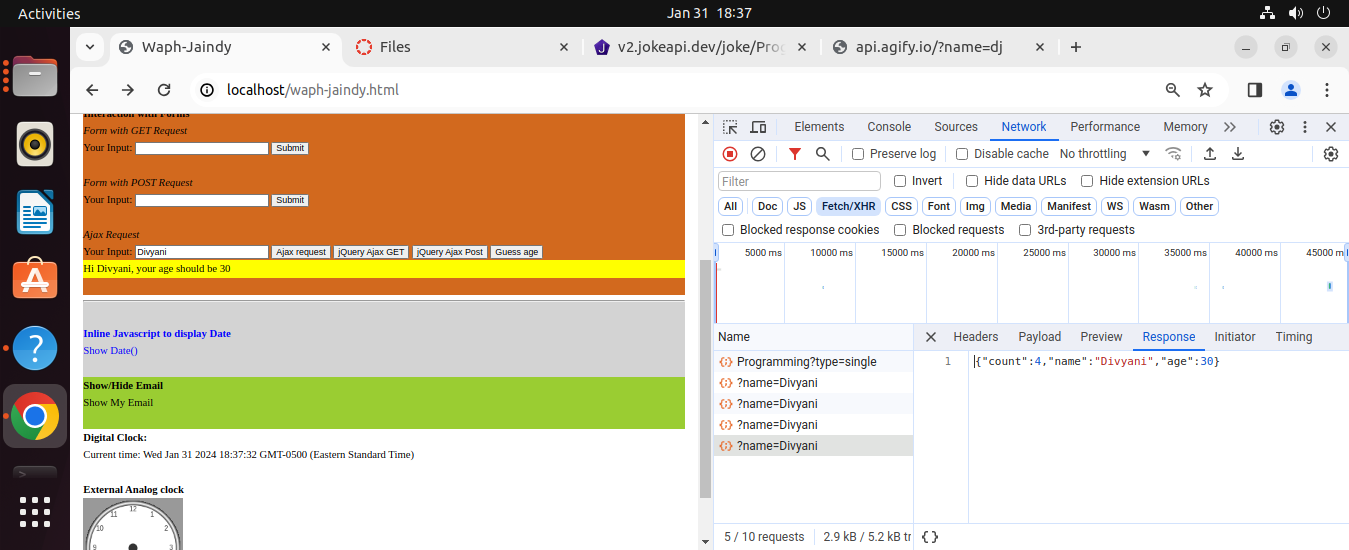 Activities
Jan 31 18:37
Waph-Jaindy
Files
v2.jokeapi.dev/joke/Prog
api.agify.io/?name=dj
localhost/waph-jaindy.html
Interaction with Forms
Form with GET Request
Your Input: Submit
Form with POST Request
Your Input: Submit
Ajax Request
Your Input: Divyani Ajax request jQuery Ajax GET jQuery Ajax Post Guess age
Hi Divyani, your age should be 30
Inline Javascript to display Date
Show Date()
Show/Hide Email
Show My Email
Digital Clock:
Current time: Wed Jan 31 2024 18:37:32 GMT-0500 (Eastern Standard Time)
External Analog clock
11 12 1
10 2
9 3
Elements Console Sources Network Performance Memory
Preserve log Disable cache No throttling
Filter Invert Hide data URLs Hide extension URLs
All Doc JS Fetch/XHR CSS Font Img Media Manifest WS Wasm Other
Blocked response cookies Blocked requests 3rd-party requests
5000 ms 10000 ms 15000 ms 20000 ms 25000 ms 30000 ms 35000 ms 40000 ms 45000 m
Name
Programming?type=single
?name=Divyani
?name=Divyani
?name=Divyani
?name=Divyani
Headers Payload Preview Response Initiator Timing
1 {"count":4,"name":"Divyani","age":30}
5 / 10 requests 2.9 kB / 5.2 kB tr